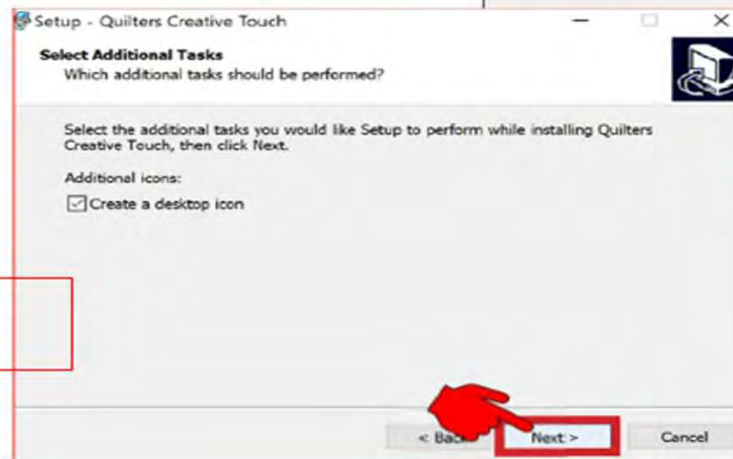 Setup - Quilters Creative Touch
Select Additional Tasks
Which additional tasks should be performed?
Select the additional tasks you would like Setup to perform while installing Quilters
Creative Touch, then click Next.
Additional icons:
Create a desktop icon
< Back Next > Cancel